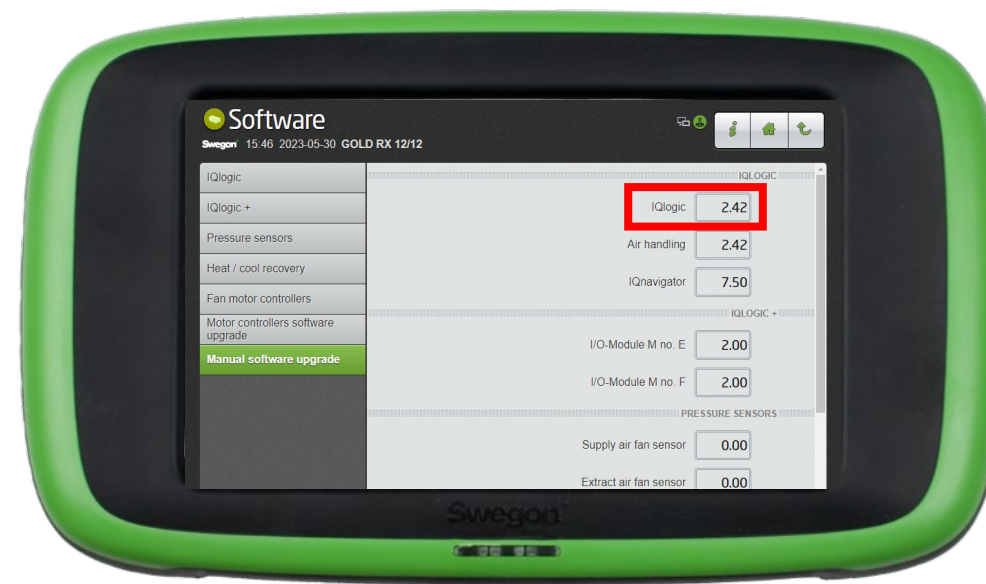 Software
Swegon 15:46 2023-05-30 GOLD RX 12/12
i
IQlogic
IQlogic +
Pressure sensors
Heat / cool recovery
Fan motor controllers
Motor controllers software
upgrade
Manual software upgrade
IQLOGIC
IQlogic 2.42
Air handling 2.42
IQnavigator 7.50
IQLOGIC +
I/O-Module M no. E 2.00
I/O-Module M no. F 2.00
PRESSURE SENSORS
Supply air fan sensor 0.00
Extract air fan sensor 0.00
Swegon